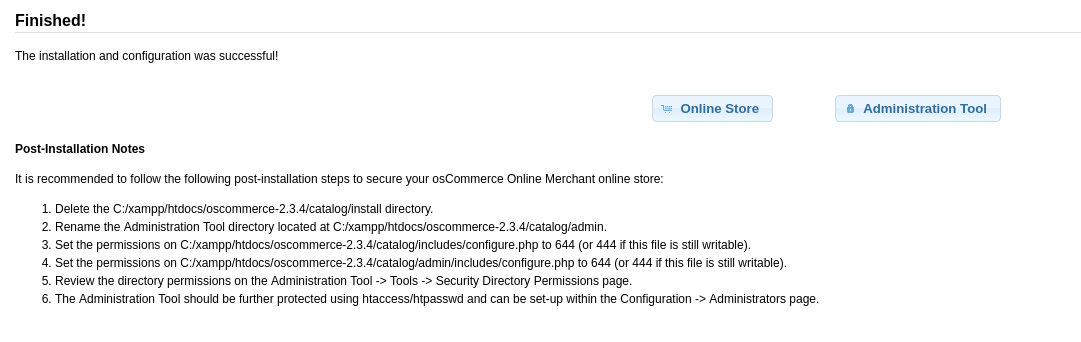 Finished!
The installation and configuration was successful!
Online Store
Administration Tool
Post-Installation Notes
It is recommended to follow the following post-installation steps to secure your osCommerce Online Merchant online store:
1. Delete the C:/xampp/htdocs/oscommerce-2.3.4/catalog/install directory.
2. Rename the Administration Tool directory located at C:/xampp/htdocs/oscommerce-2.3.4/catalog/admin.
3. Set the permissions on C:/xampp/htdocs/oscommerce-2.3.4/catalog/includes/configure.php to 644 (or 444 if this file is still writable).
4. Set the permissions on C:/xampp/htdocs/oscommerce-2.3.4/catalog/admin/includes/configure.php to 644 (or 444 if this file is still writable).
5. Review the directory permissions on the Administration Tool -> Tools -> Security Directory Permissions page.
6. The Administration Tool should be further protected using htaccess/htpasswd and can be set-up within the Configuration -> Administrators page.